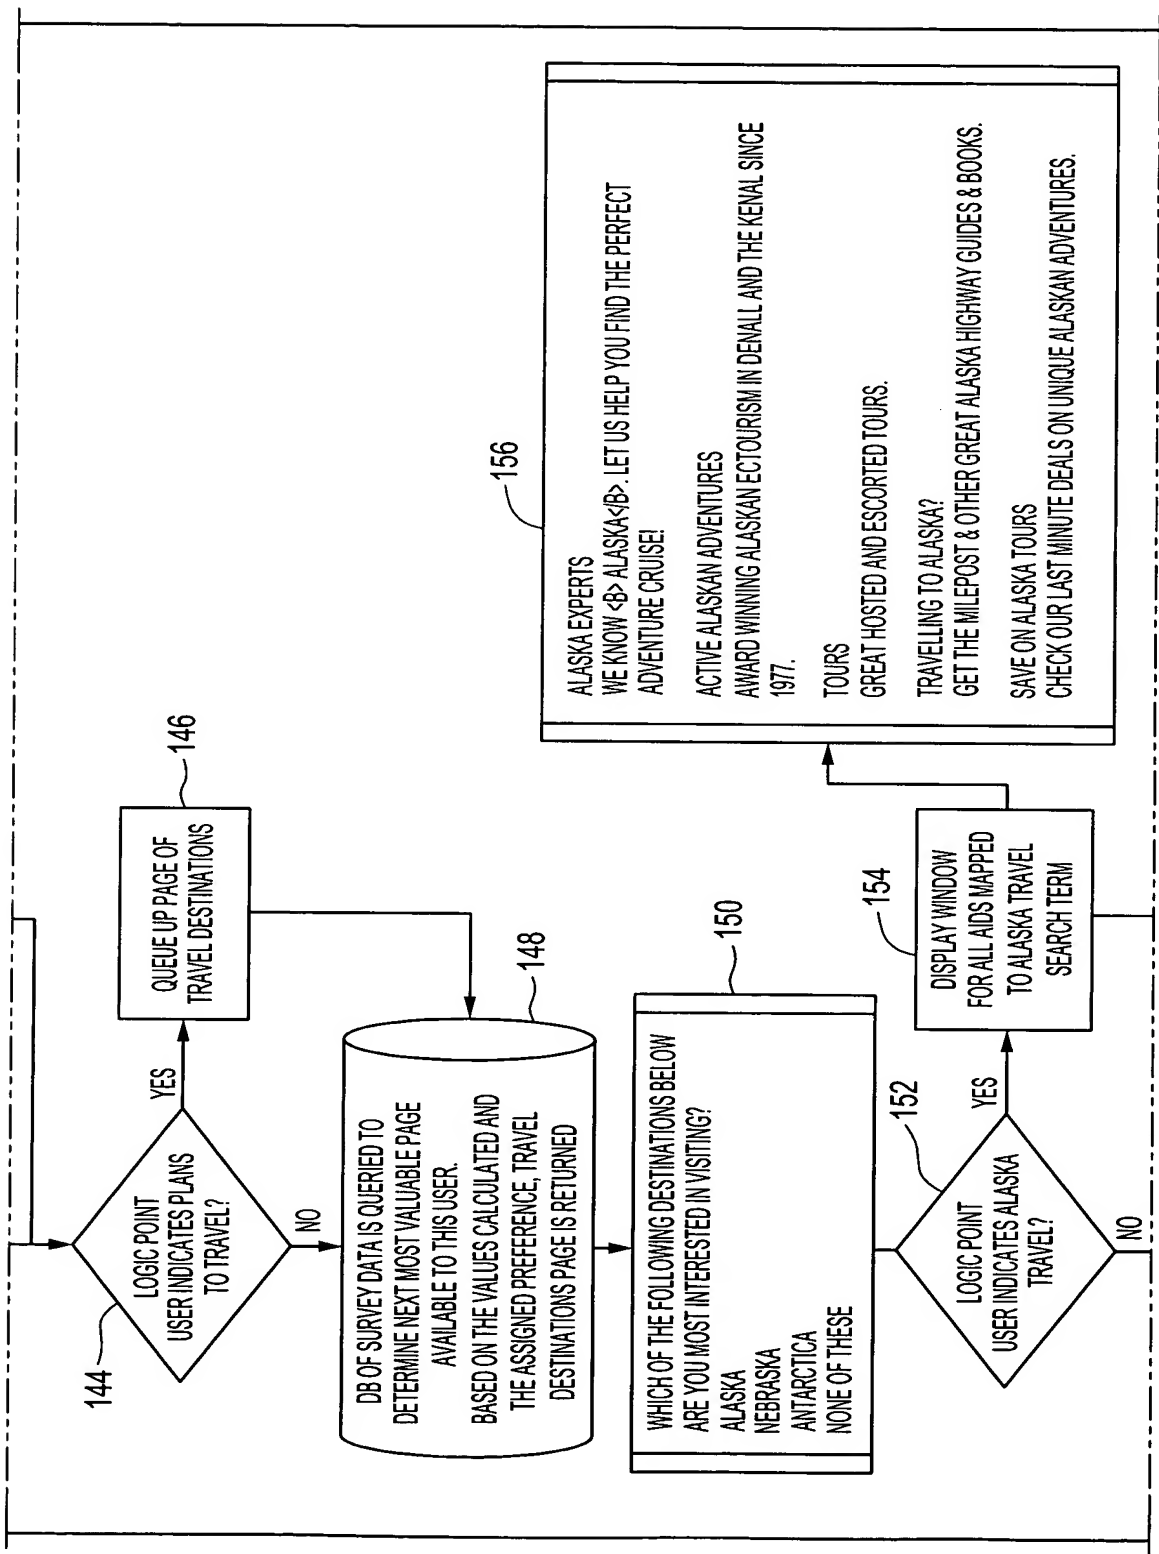 144
LOGIC POINT
USER INDICATES PLANS
TO TRAVEL?
YES
NO
146
QUEUE UP PAGE OF
TRAVEL DESTINATIONS
148
DB OF SURVEY DATA IS QUERIED TO
DETERMINE NEXT MOST VALUABLE PAGE
AVAILABLE TO THIS USER.
BASED ON THE VALUES CALCULATED AND
THE ASSIGNED PREFERENCE, TRAVEL
DESTINATIONS PAGE IS RETURNED
150
WHICH OF THE FOLLOWING DESTINATIONS BELOW
ARE YOU MOST INTERESTED IN VISITING?
ALASKA
NEBRASKA
ANTARCTICA
NONE OF THESE
152
LOGIC POINT
USER INDICATES ALASKA
TRAVEL?
YES
NO
154
DISPLAY WINDOW
FOR ALL AIDS MAPPED
TO ALASKA TRAVEL
SEARCH TERM
156
ALASKA EXPERTS
WE KNOW <B> ALASKA</B>. LET US HELP YOU FIND THE PERFECT
ADVENTURE CRUISE!
ACTIVE ALASKAN ADVENTURES
AWARD WINNING ALASKAN ECTOURISM IN DENALL AND THE KENAL SINCE
1977.
TOURS
GREAT HOSTED AND ESCORTED TOURS.
TRAVELLING TO ALASKA?
GET THE MILEPOST & OTHER GREAT ALASKA HIGHWAY GUIDES & BOOKS.
SAVE ON ALASKA TOURS
CHECK OUR LAST MINUTE DEALS ON UNIQUE ALASKAN ADVENTURES.